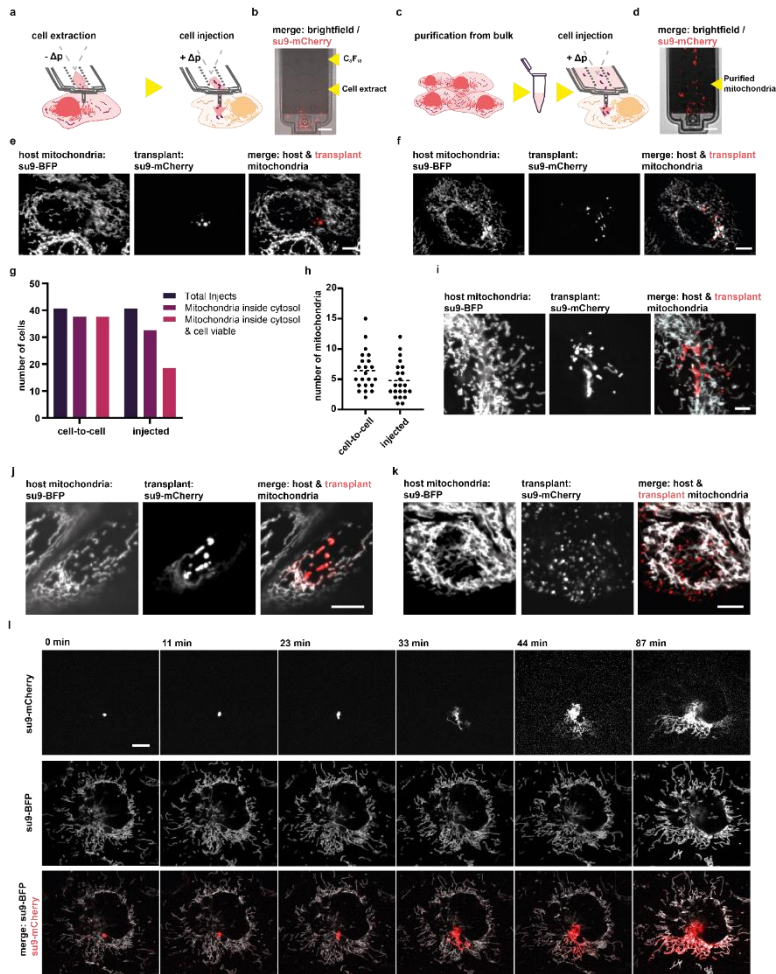 a
cell extraction
- Δp
cell injection
+ Δp
b
merge: brightfield /
su9-mCherry
Cell extract
c
purification from bulk
cell injection
+ Δp
d
merge: brightfield /
su9-mCherry
Purified
mitochondria
e
host mitochondria:
su9-BFP
transplant:
su9-mCherry
merge: host & transplant
mitochondria
f
host mitochondria:
su9-BFP
transplant:
su9-mCherry
merge: host & transplant
mitochondria
g
number of cells
50
40
30
20
10
0
Total Injects
Mitochondria inside cytosol
Mitochondria inside cytosol
& cell viable
cell-to-cell
injected
h
number of mitochondria
20
15
10
5
0
cell-to-cell
injected
i
host mitochondria:
su9-BFP
transplant:
su9-mCherry
merge: host & transplant
mitochondria
j
host mitochondria:
su9-BFP
transplant:
su9-mCherry
merge: host & transplant
mitochondria
k
host mitochondria:
su9-BFP
transplant:
su9-mCherry
merge: host &
transplant mitochondria
l
0 min
11 min
23 min
33 min
44 min
87 min
su9-mCherry
su9-BFP
merge: su9-BFP
su9-mCherry